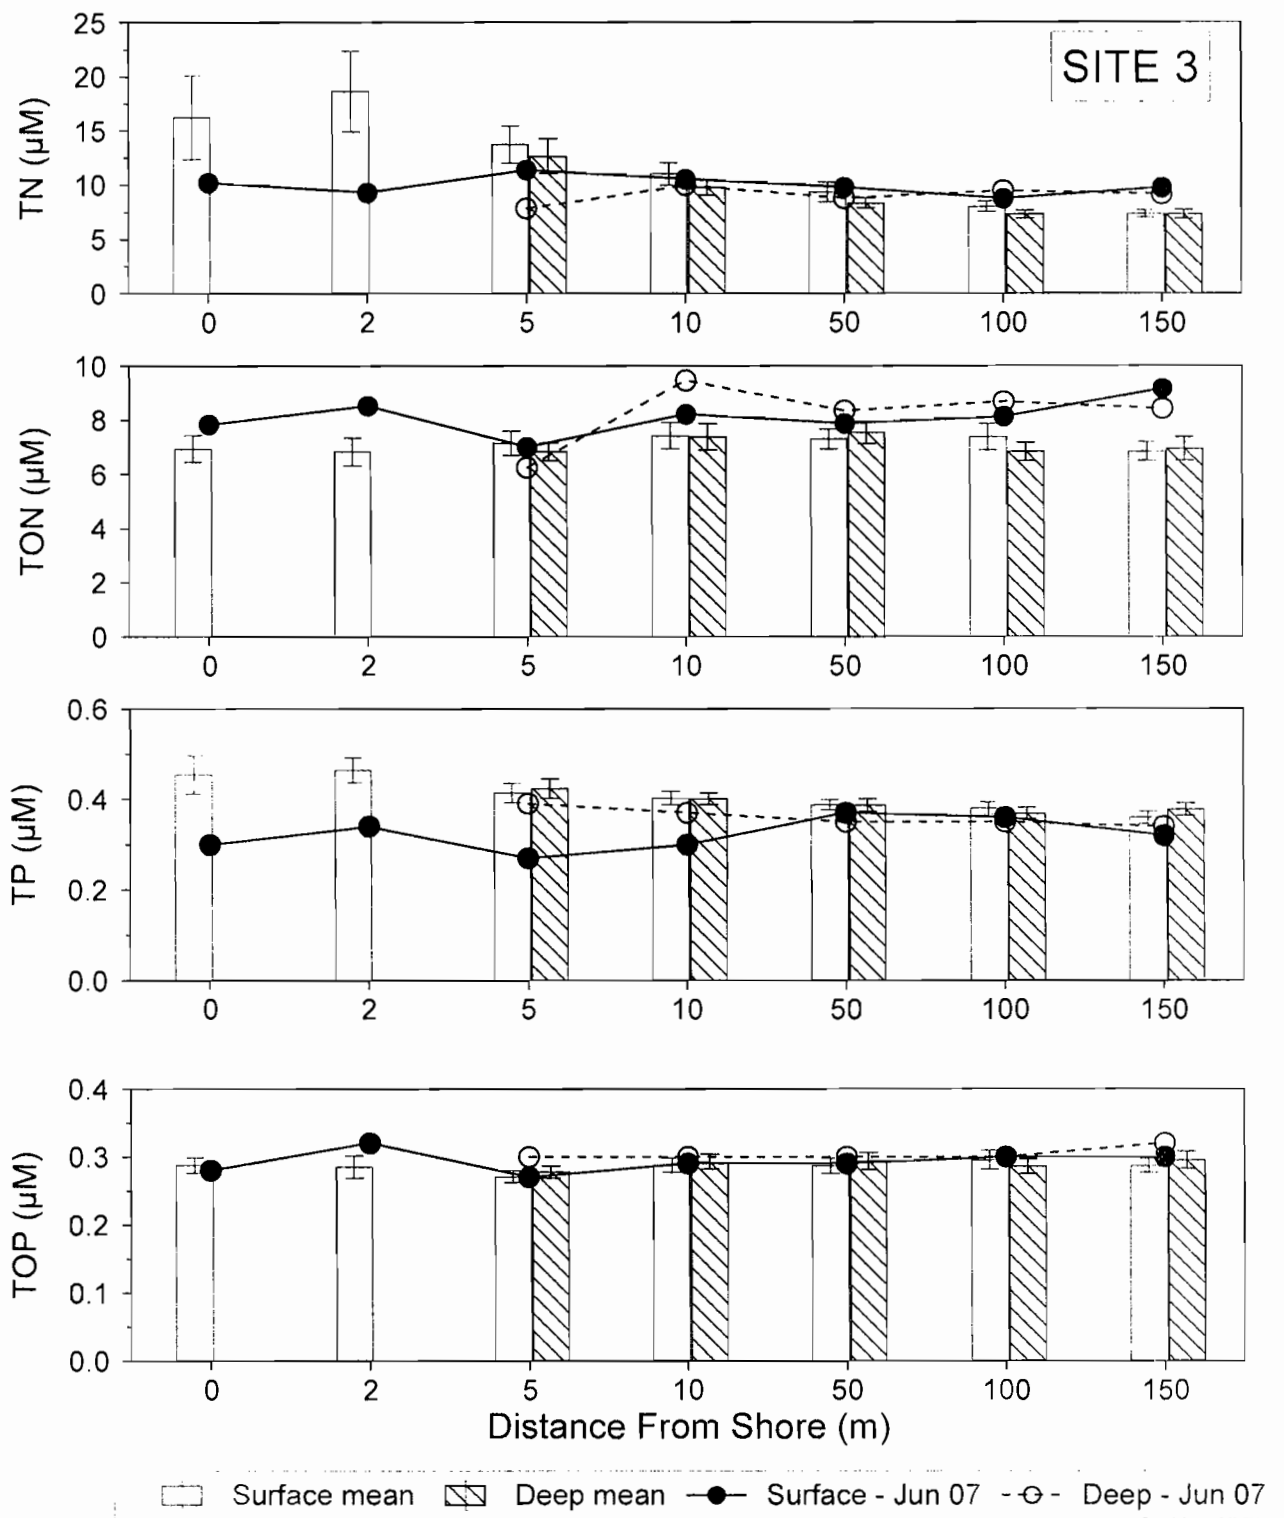 SITE 3
TN (µM)
25
20
15
10
5
0
0 2 5 10 50 100 150
TON (µM)
10
8
6
4
2
0
0 2 5 10 50 100 150
TP (µM)
0.6
0.4
0.2
0.0
0 2 5 10 50 100 150
TOP (µM)
0.4
0.3
0.2
0.1
0.0
0 2 5 10 50 100 150
Distance From Shore (m)
Surface mean Deep mean Surface - Jun 07 Deep - Jun 07